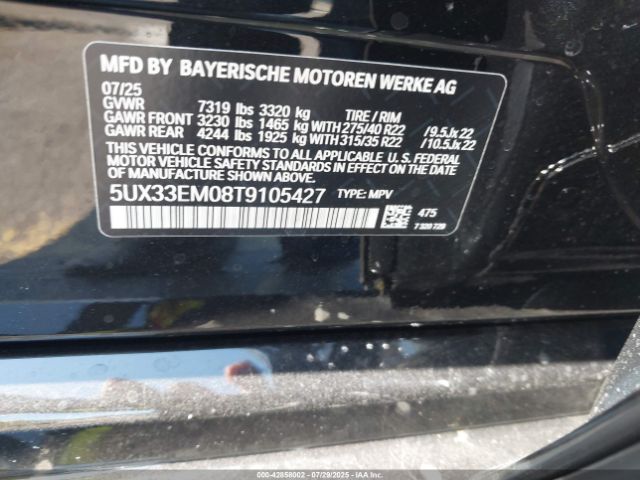 MFD BY BAYERISCHE MOTOREN WERKE AG
07/25
GVWR 7319 lbs 3320 kg TIRE / RIM
GAWR FRONT 3230 lbs 1465 kg WITH 275/40 R22 /9.5Jx22
GAWR REAR 4244 lbs 1925 kg WITH 315/35 R22 /10.5Jx22
THIS VEHICLE CONFORMS TO ALL APPLICABLE U.S. FEDERAL
MOTOR VEHICLE SAFETY STANDARDS IN EFFECT ON THE DATE
OF MANUFACTURE SHOWN ABOVE.
5UX33EM08T9105427 TYPE: MPV
475
7320729
000-42858002 - 07/29/2025 - IAAI Copart